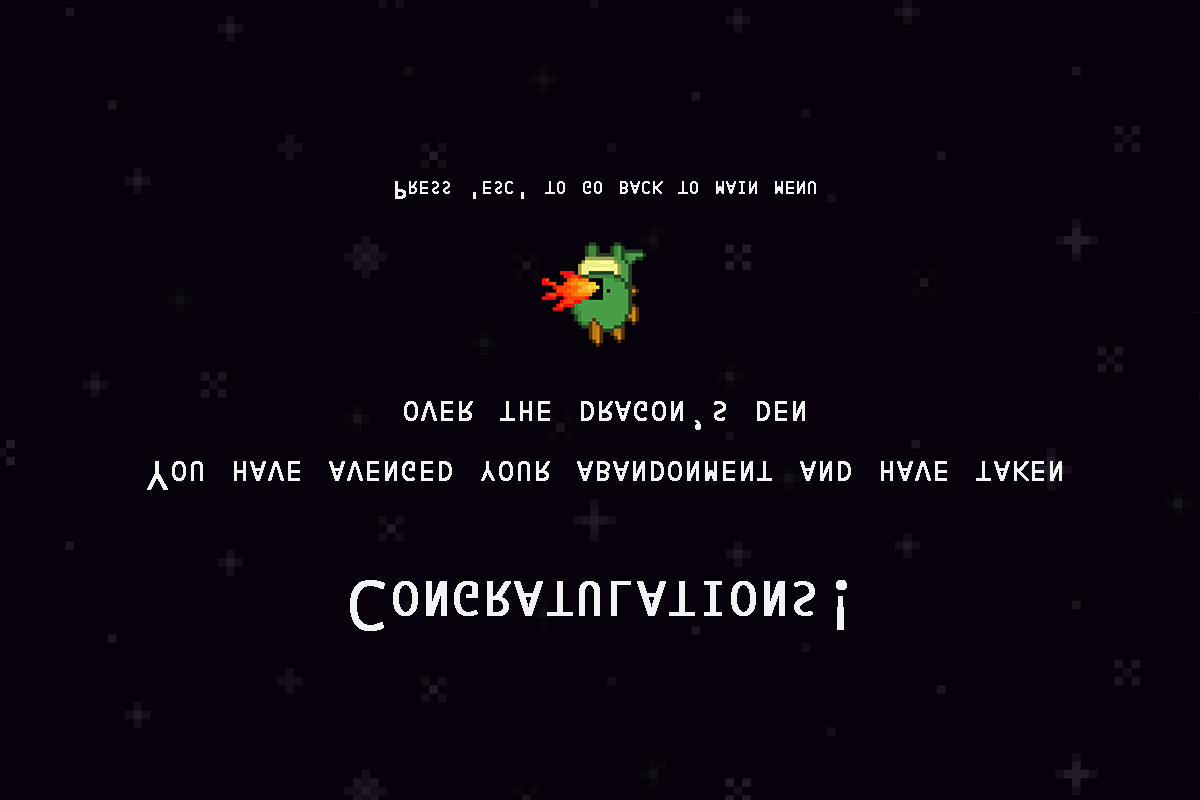 Congratulations!
You have avenged your abandonment and have taken
over the dragon's den
Press 'esc' to go back to main menu